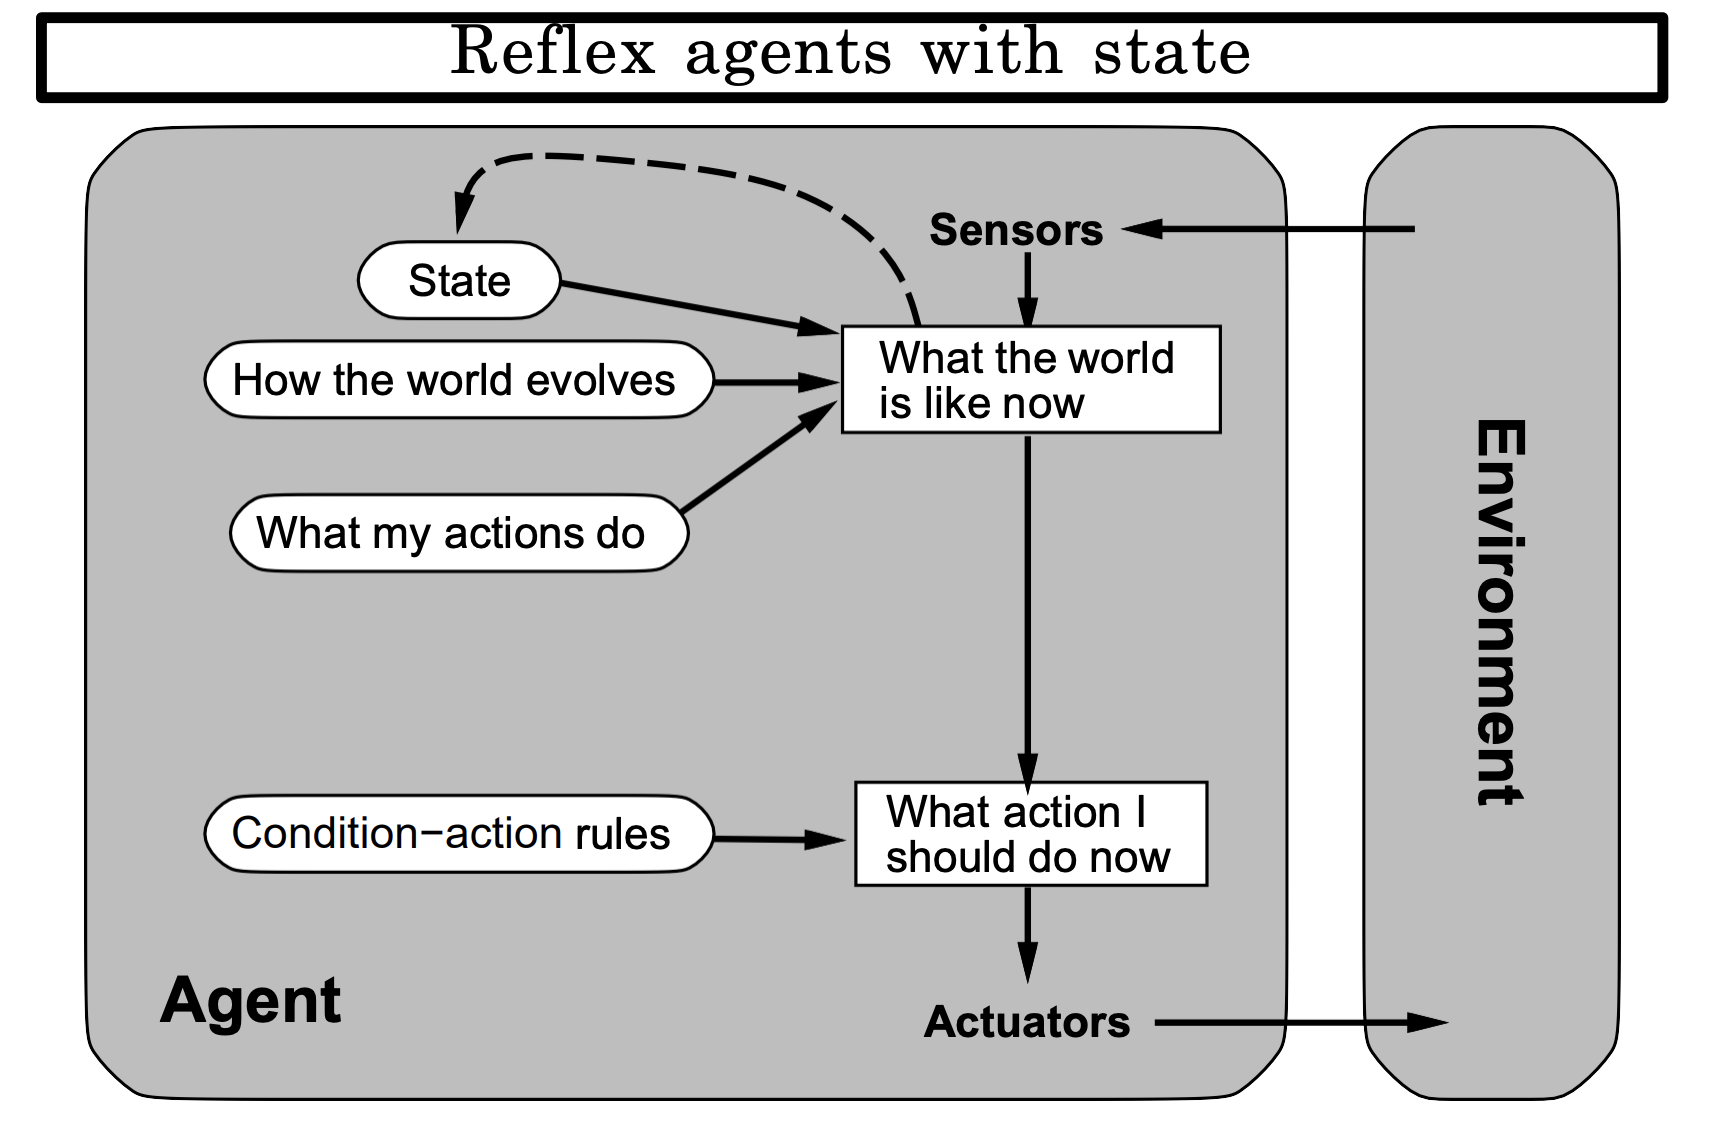 Reflex agents with state
Sensors
State
What the world
is like now
How the world evolves
What my actions do
Environment
Condition−action rules
What action I
should do now
Agent
Actuators